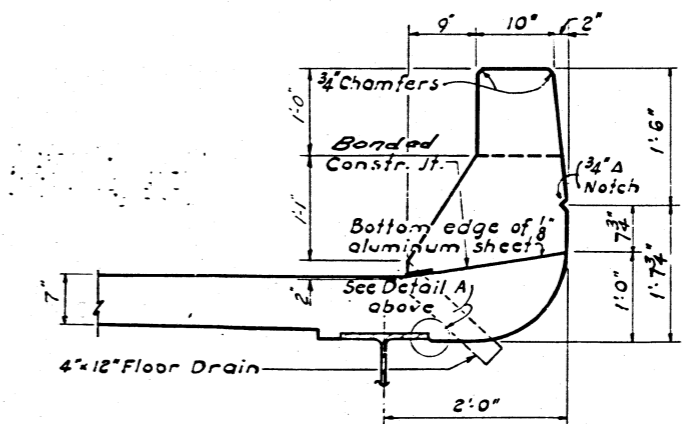 9"
10"
2"
3/4" Chamfers
1'-0"
1'-6"
Bonded
Constr. Jt.
3/4" Δ
Notch
1'-1"
Bottom edge of 1/8"
aluminum sheet
7 3/4"
7"
2"
See Detail A
above
1'-0"
1'-7 3/4"
4"x12" Floor Drain
2'-0"